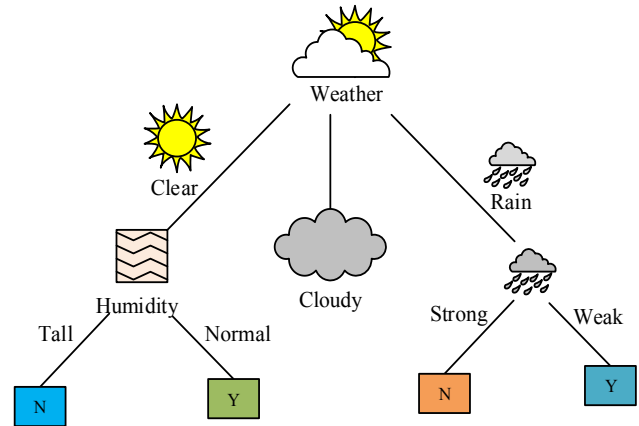 Weather
Clear
Rain
Humidity
Cloudy
Tall
Normal
Strong
Weak
N
Y
N
Y